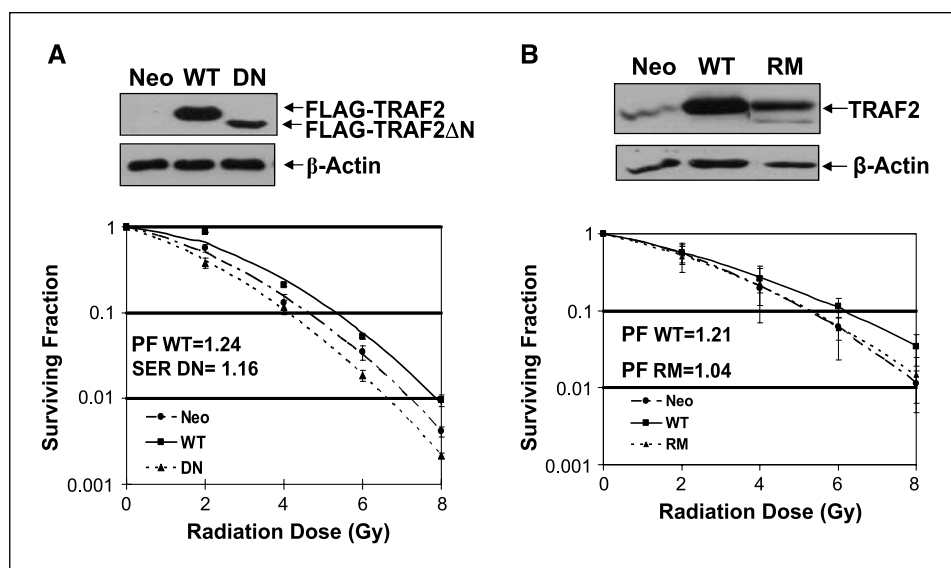 A
Neo WT DN
FLAG-TRAF2
FLAG-TRAF2ΔN
β-Actin
Surviving Fraction
1
0.1
0.01
0.001
PF WT=1.24
SER DN= 1.16
Neo
WT
DN
0 2 4 6 8
Radiation Dose (Gy)
B
Neo WT RM
TRAF2
β-Actin
Surviving Fraction
1
0.1
0.01
0.001
PF WT=1.21
PF RM=1.04
Neo
WT
RM
0 2 4 6 8
Radiation Dose (Gy)